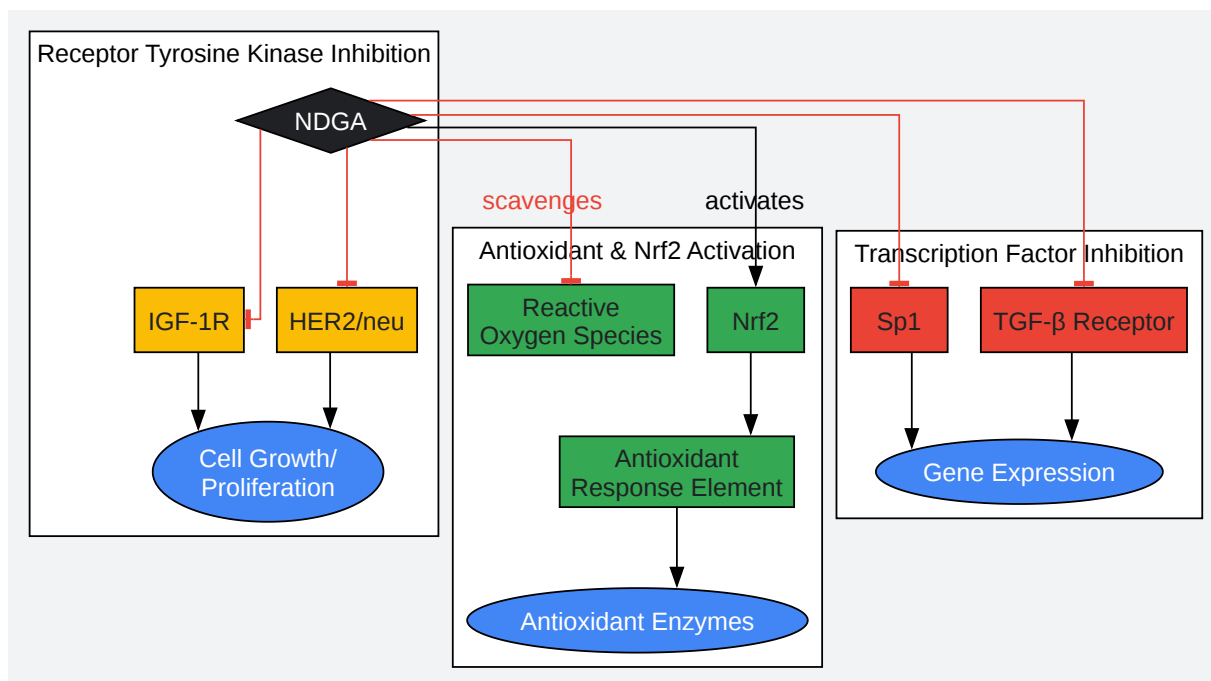 Receptor Tyrosine Kinase Inhibition
NDGA
scavenges
activates
Antioxidant & Nrf2 Activation
Transcription Factor Inhibition
IGF-1R
HER2/neu
Reactive
Oxygen Species
Nrf2
Sp1
TGF-β Receptor
Cell Growth/
Proliferation
Antioxidant
Response Element
Gene Expression
Antioxidant Enzymes